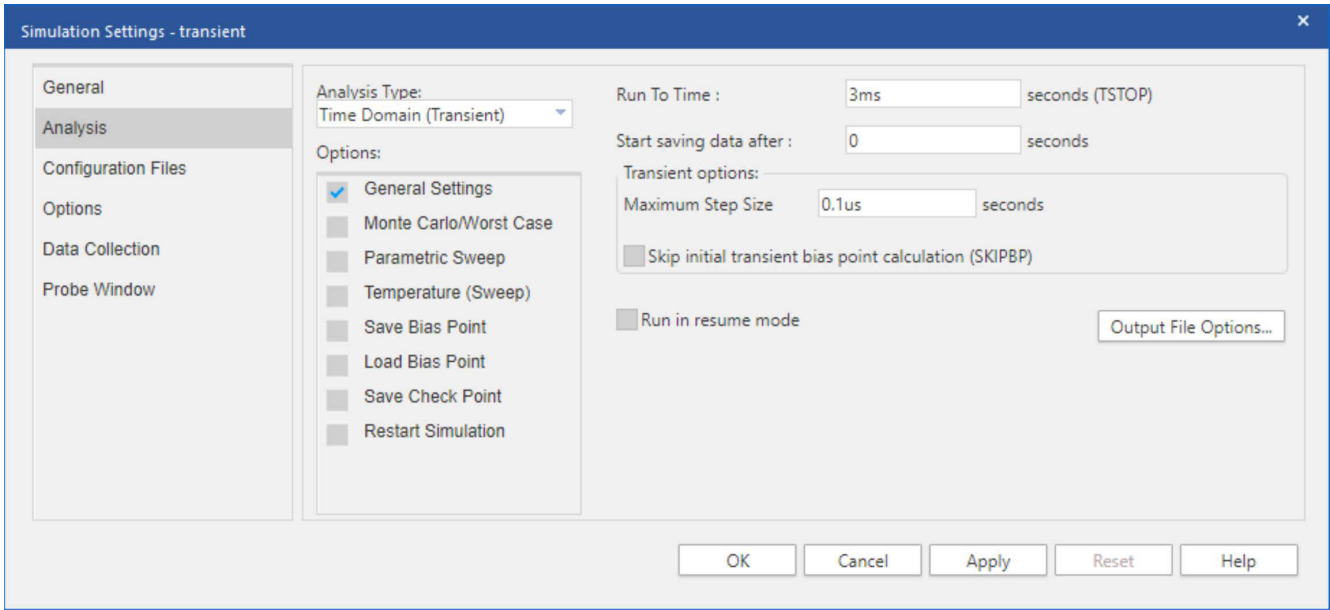 Simulation Settings - transient
×
General
Analysis
Configuration Files
Options
Data Collection
Probe Window
Analysis Type:
Time Domain (Transient)
Options:
General Settings
Monte Carlo/Worst Case
Parametric Sweep
Temperature (Sweep)
Save Bias Point
Load Bias Point
Save Check Point
Restart Simulation
Run To Time : 3ms seconds (TSTOP)
Start saving data after : 0 seconds
Transient options:
Maximum Step Size 0.1us seconds
Skip initial transient bias point calculation (SKIPBP)
Run in resume mode
Output File Options...
OK Cancel Apply Reset Help